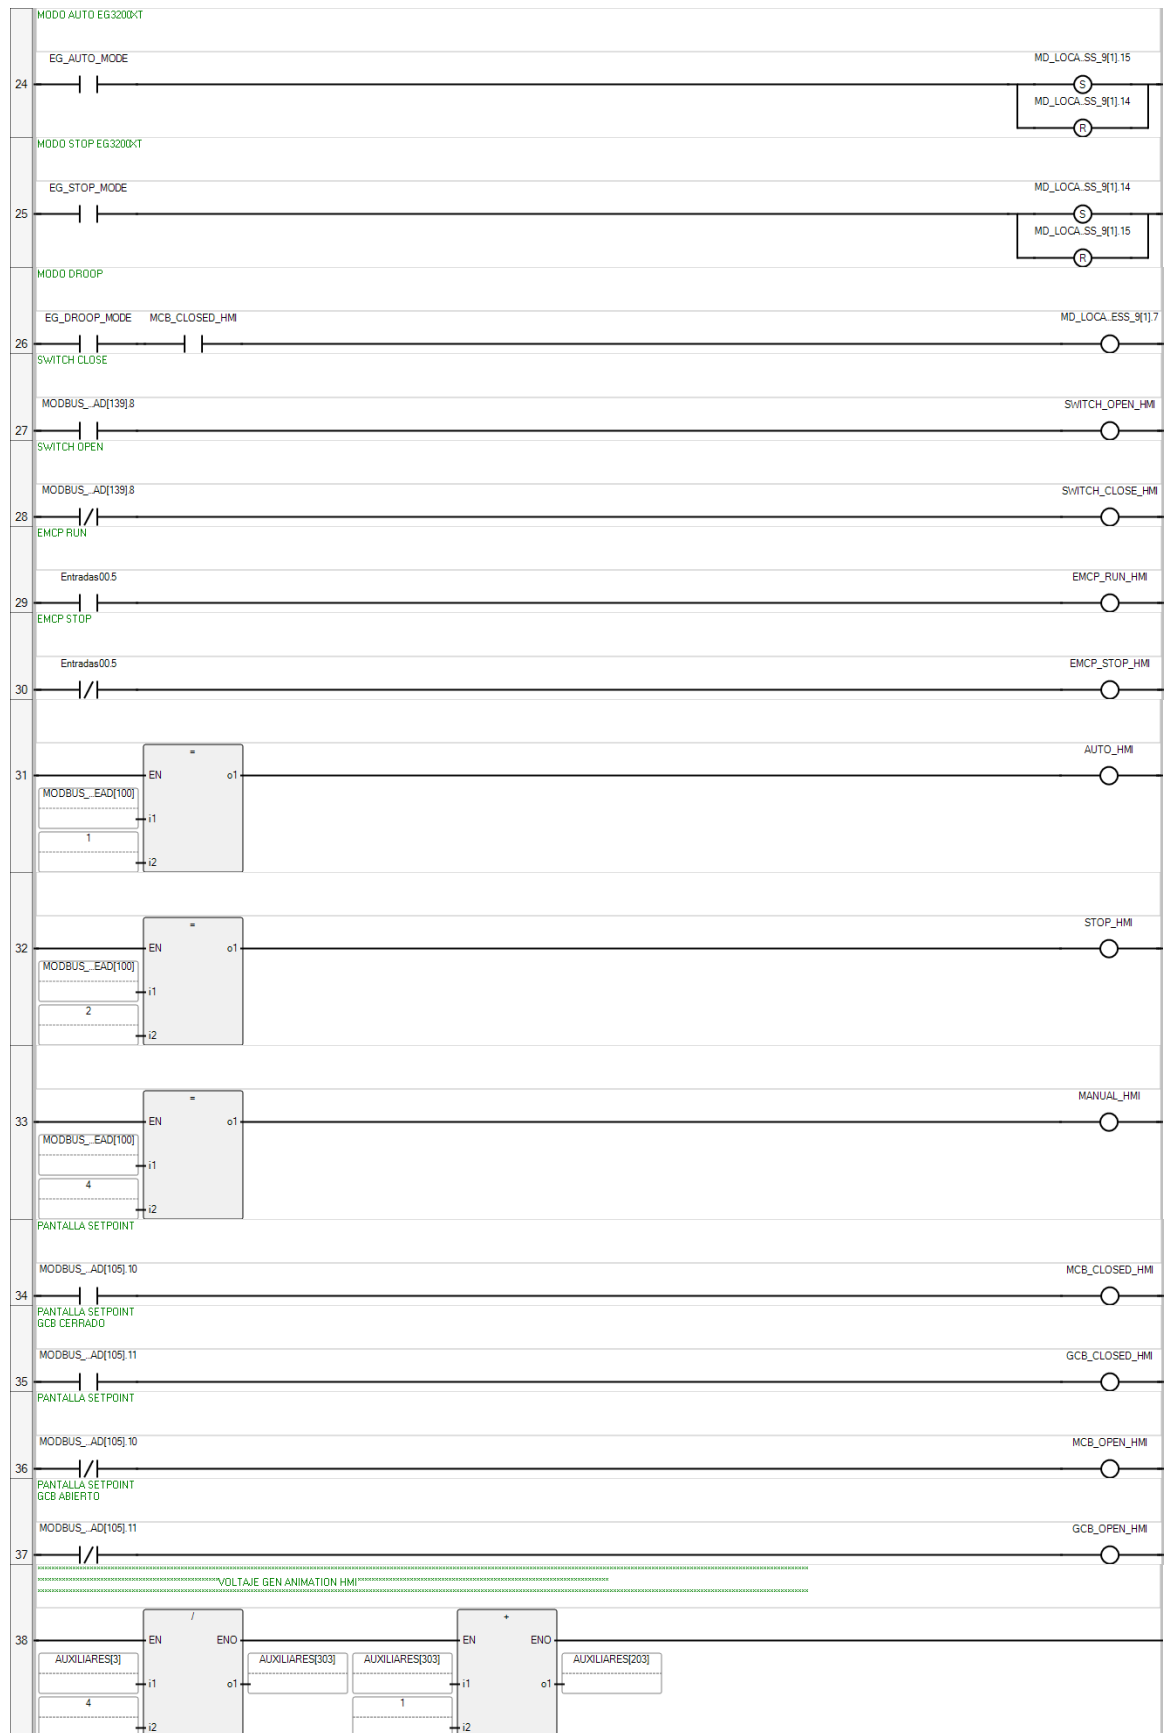 MODO AUTO EG3200XT
EG_AUTO_MODE
MD_LOCA..SS_9[1].15
24
S
MD_LOCA..SS_9[1].14
R
MODO STOP EG3200XT
EG_STOP_MODE
MD_LOCA..SS_9[1].14
25
S
MD_LOCA..SS_9[1].15
R
MODO DROOP
EG_DROOP_MODE MCB_CLOSED_HMI
MD_LOCA..ESS_9[1].7
26
SWITCH CLOSE
MODBUS_..AD[139].8
SWITCH_OPEN_HMI
27
SWITCH OPEN
MODBUS_..AD[139].8
SWITCH_CLOSE_HMI
28
EMCP RUN
Entradas00.5
EMCP_RUN_HMI
29
EMCP STOP
Entradas00.5
EMCP_STOP_HMI
30
=
AUTO_HMI
31
EN o1
MODBUS_..EAD[100]
i1
1
i2
=
STOP_HMI
32
EN o1
MODBUS_..EAD[100]
i1
2
i2
=
MANUAL_HMI
33
EN o1
MODBUS_..EAD[100]
i1
4
i2
PANTALLA SETPOINT
MODBUS_..AD[105].10
MCB_CLOSED_HMI
34
PANTALLA SETPOINT
GCB CERRADO
MODBUS_..AD[105].11
GCB_CLOSED_HMI
35
PANTALLA SETPOINT
MODBUS_..AD[105].10
MCB_OPEN_HMI
36
PANTALLA SETPOINT
GCB ABIERTO
MODBUS_..AD[105].11
GCB_OPEN_HMI
37
VOLTAJE GEN ANIMATION HMI
/ +
38
EN ENO EN ENO
AUXILIARES[3] AUXILIARES[303] AUXILIARES[303] AUXILIARES[203]
i1 o1 i1 o1
4 1
i2 i2